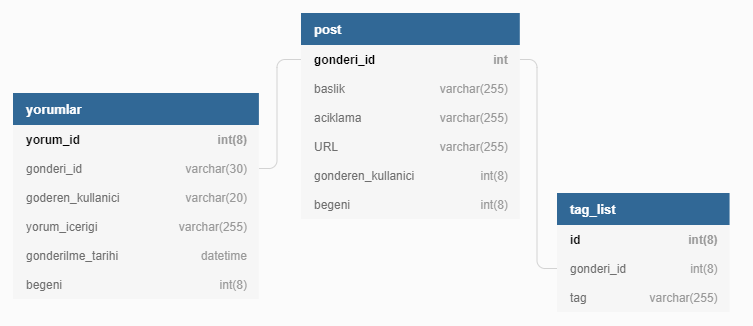 post
gonderi_id int
baslik varchar(255)
aciklama varchar(255)
URL varchar(255)
gonderen_kullanici int(8)
begeni int(8)
yorumlar
yorum_id int(8)
gonderi_id varchar(30)
goderen_kullanici varchar(20)
yorum_icerigi varchar(255)
gonderilme_tarihi datetime
begeni int(8)
tag_list
id int(8)
gonderi_id int(8)
tag varchar(255)